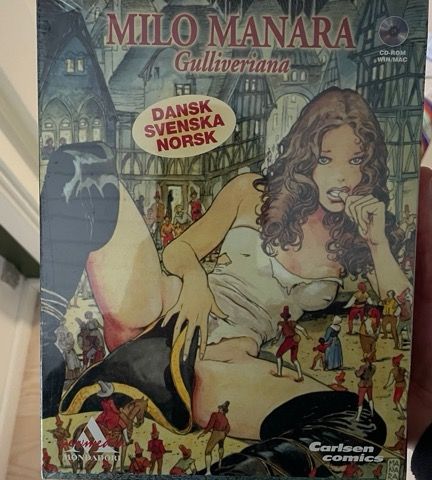 MILO MANARA
Gulliveriana
CD-ROM
WIN/MAC
DANSK
SVENSKA
NORSK
MONDADORI
Carlsen
comics